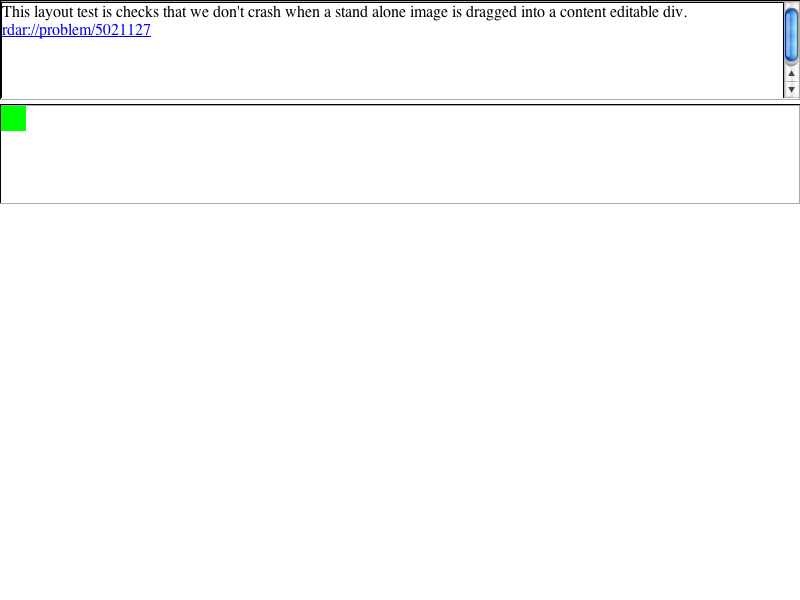 This layout test is checks that we don't crash when a stand alone image is dragged into a content editable div.
rdar://problem/5021127